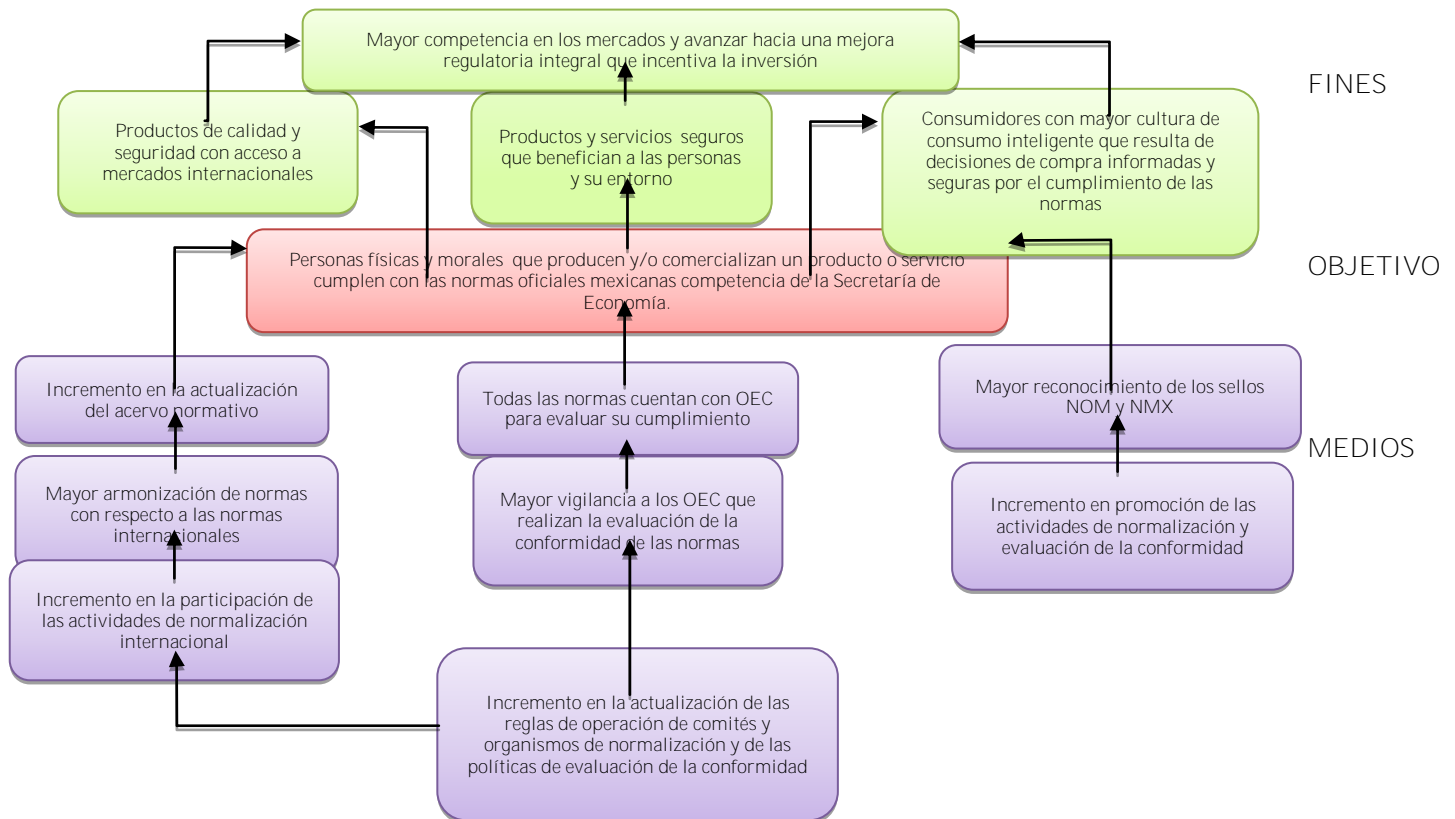 Mayor competencia en los mercados y avanzar hacia una mejora
regulatoria integral que incentiva la inversión
FINES
Productos de calidad y
seguridad con acceso a
mercados internacionales
Productos y servicios seguros
que benefician a las personas
y su entorno
Consumidores con mayor cultura de
consumo inteligente que resulta de
decisiones de compra informadas y
seguras por el cumplimiento de las
normas
Personas físicas y morales que producen y/o comercializan un producto o servicio
cumplen con las normas oficiales mexicanas competencia de la Secretaría de
Economía.
OBJETIVO
Incremento en la actualización
del acervo normativo
Todas las normas cuentan con OEC
para evaluar su cumplimiento
Mayor reconocimiento de los sellos
NOM y NMX
MEDIOS
Mayor armonización de normas
con respecto a las normas
internacionales
Mayor vigilancia a los OEC que
realizan la evaluación de la
conformidad de las normas
Incremento en promoción de las
actividades de normalización y
evaluación de la conformidad
Incremento en la participación de
las actividades de normalización
internacional
Incremento en la actualización de las
reglas de operación de comités y
organismos de normalización y de las
políticas de evaluación de la conformidad